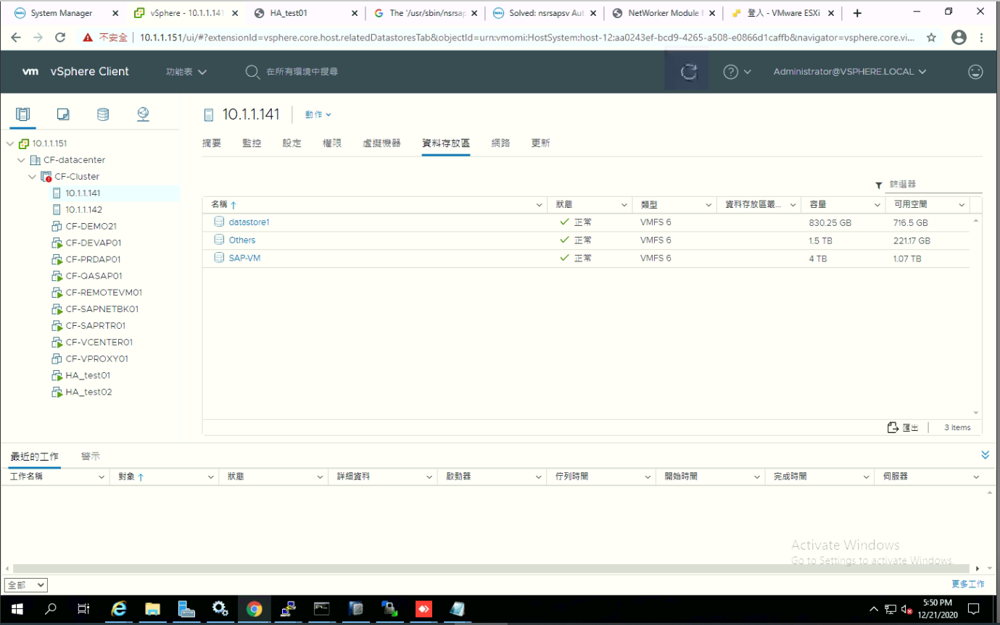 System Manager
vSphere - 10.1.1.141
HA_test01
The '/usr/sbin/nsrsap
Solved: nsrsapsv Aut
NetWorker Module f
登入 - VMware ESXi
不安全
10.1.1.151/ui/#?extensionId=vsphere.core.host.relatedDatastoresTab&objectId=urn:vmomi:HostSystem:host-12:aa0243ef-bcd9-4265-a508-e0866d1caffb&navigator=vsphere.core.vi...
vm vSphere Client
功能表
在所有環境中搜尋
Administrator@VSPHERE.LOCAL
10.1.1.141
動作
摘要 監控 設定 權限 虛擬機器 資料存放區 網路 更新
10.1.1.151
CF-datacenter
CF-Cluster
10.1.1.141
10.1.1.142
CF-DEMO21
CF-DEVAP01
CF-PRDAP01
CF-QASAP01
CF-REMOTEVM01
CF-SAPNETBK01
CF-SAPRTR01
CF-VCENTER01
CF-VPROXY01
HA_test01
HA_test02
篩選器
名稱 ↑ 狀態 類型 資料存放區叢... 容量 可用空間
datastore1 正常 VMFS 6 830.25 GB 716.5 GB
Others 正常 VMFS 6 1.5 TB 221.17 GB
SAP-VM 正常 VMFS 6 4 TB 1.07 TB
匯出 3 items
最近的工作 警示
工作名稱 對象 ↑ 狀態 詳細資料 啟動器 佇列時間 開始時間 完成時間 伺服器
Activate Windows
Go to Settings to activate Windows.
全部
更多工作
5:50 PM
12/21/2020